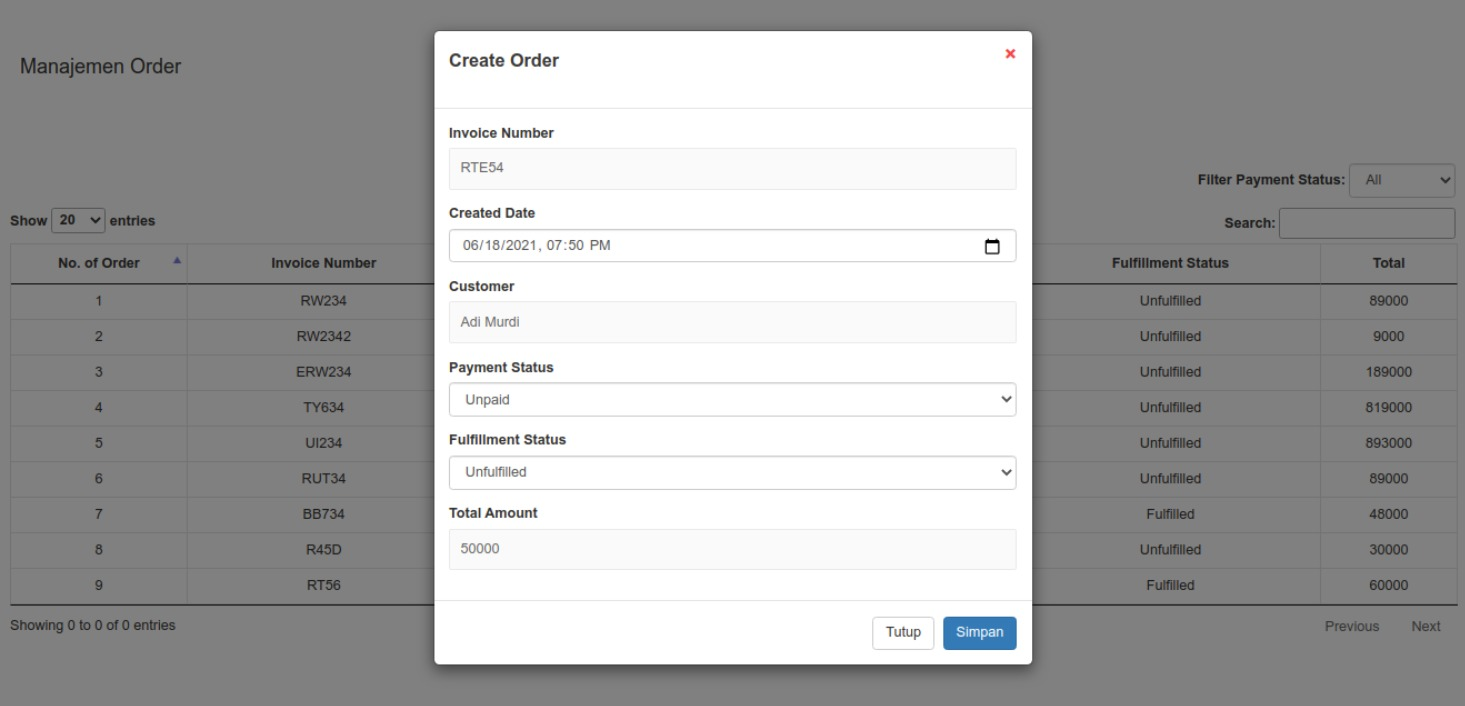 Manajemen Order
Create Order
×
Invoice Number
RTE54
Created Date
06/18/2021, 07:50 PM
Customer
Adi Murdi
Payment Status
Unpaid
Fulfillment Status
Unfulfilled
Total Amount
50000
Tutup Simpan
Filter Payment Status: All
Show 20 entries Search:
No. of Order Invoice Number Fulfillment Status Total
1 RW234 Unfulfilled 89000
2 RW2342 Unfulfilled 9000
3 ERW234 Unfulfilled 189000
4 TY634 Unfulfilled 819000
5 UI234 Unfulfilled 893000
6 RUT34 Unfulfilled 89000
7 BB734 Fulfilled 48000
8 R45D Unfulfilled 30000
9 RT56 Fulfilled 60000
Showing 0 to 0 of 0 entries Previous Next